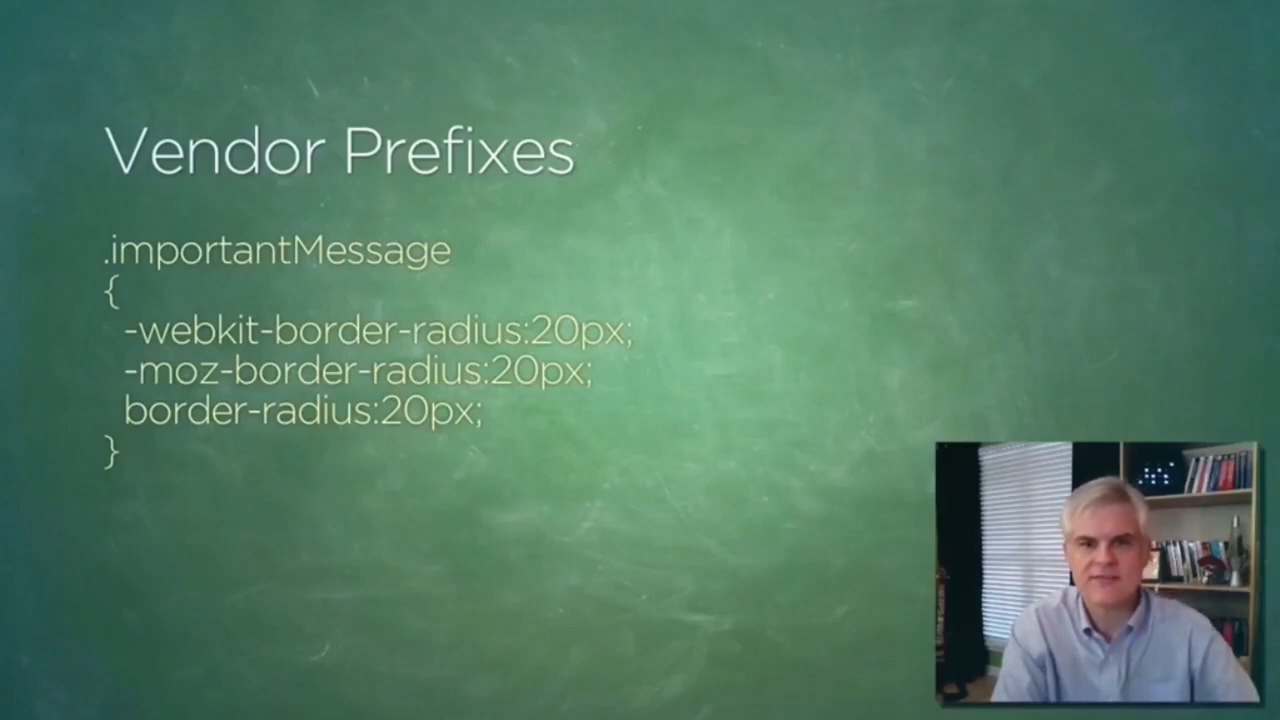 Vendor Prefixes
.importantMessage
{
-webkit-border-radius:20px;
-moz-border-radius:20px;
border-radius:20px;
}